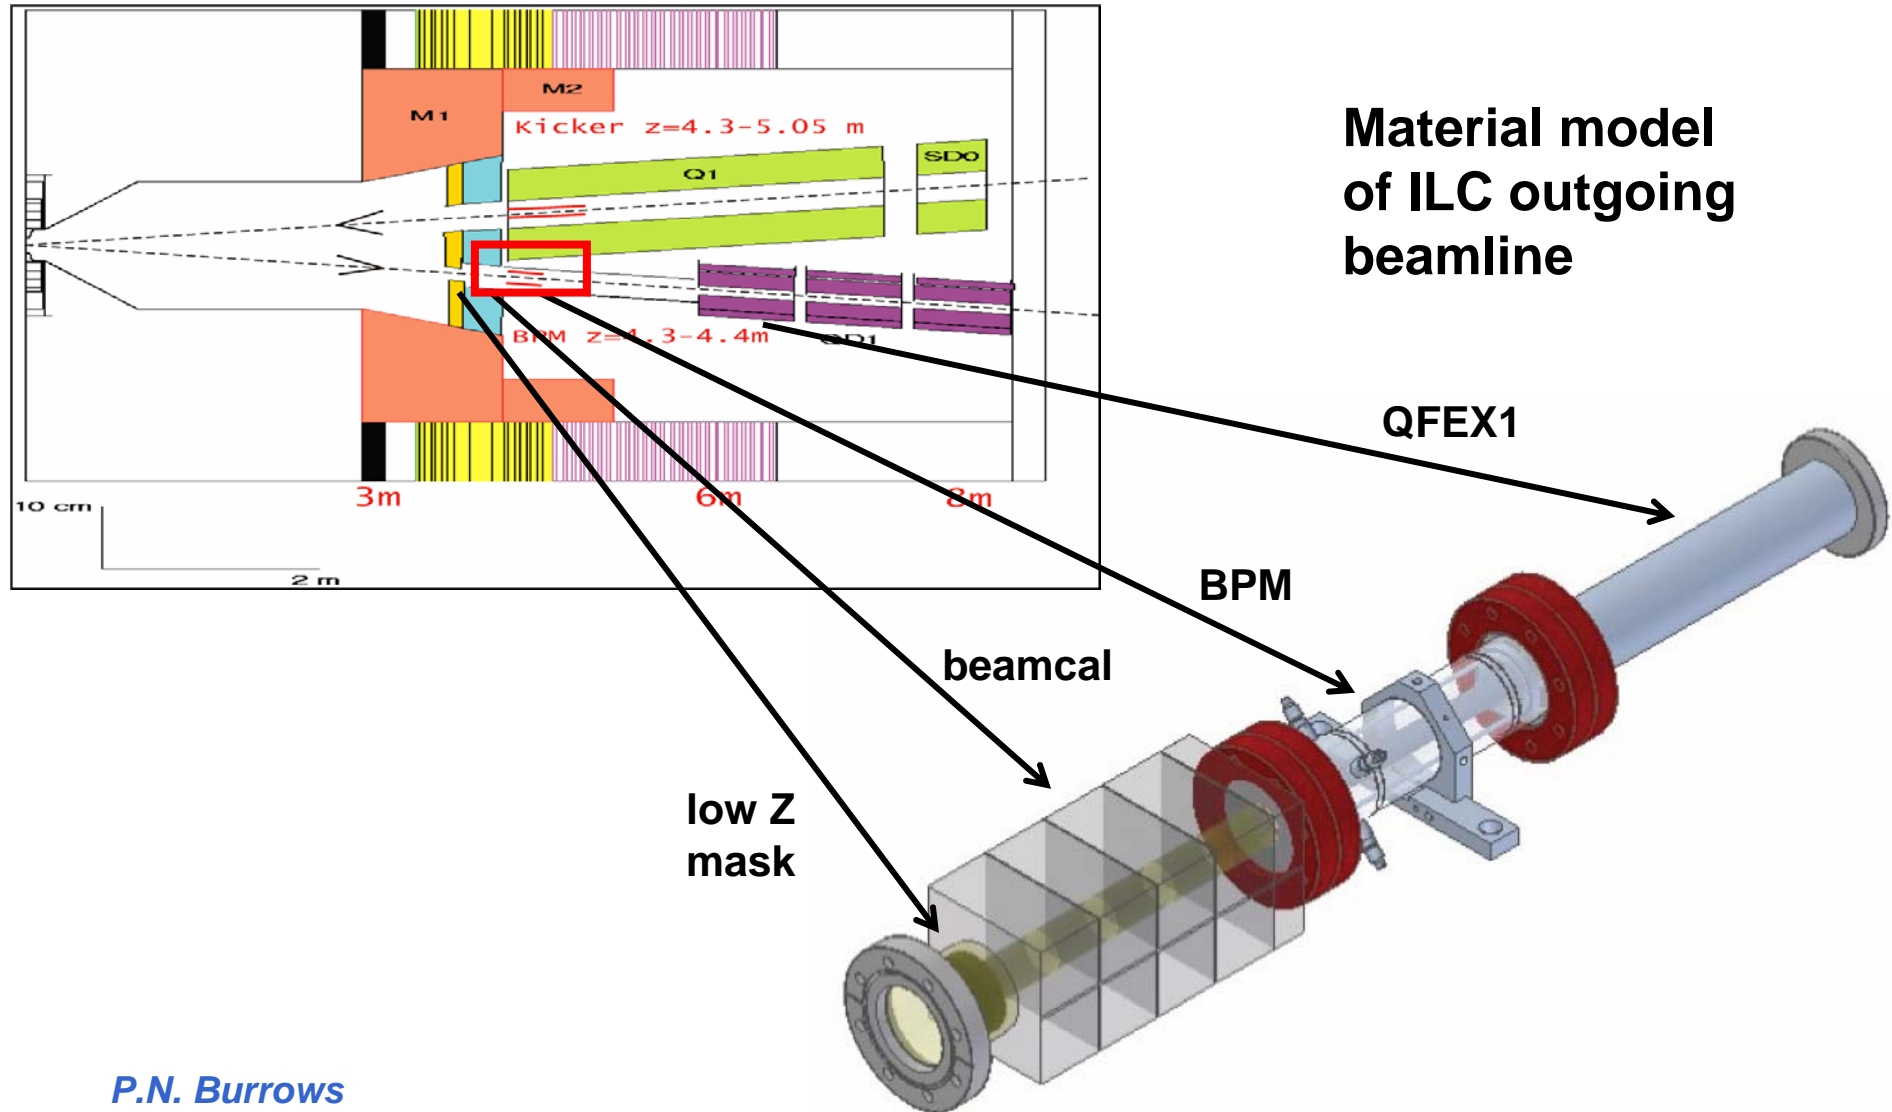 M1
M2
Kicker z=4.3-5.05 m
Q1
SD0
BPM z=4.3-4.4m
3m
6m
8m
10 cm
2 m
Material model
of ILC outgoing
beamline
QFEX1
BPM
beamcal
low Z
mask
P.N. Burrows